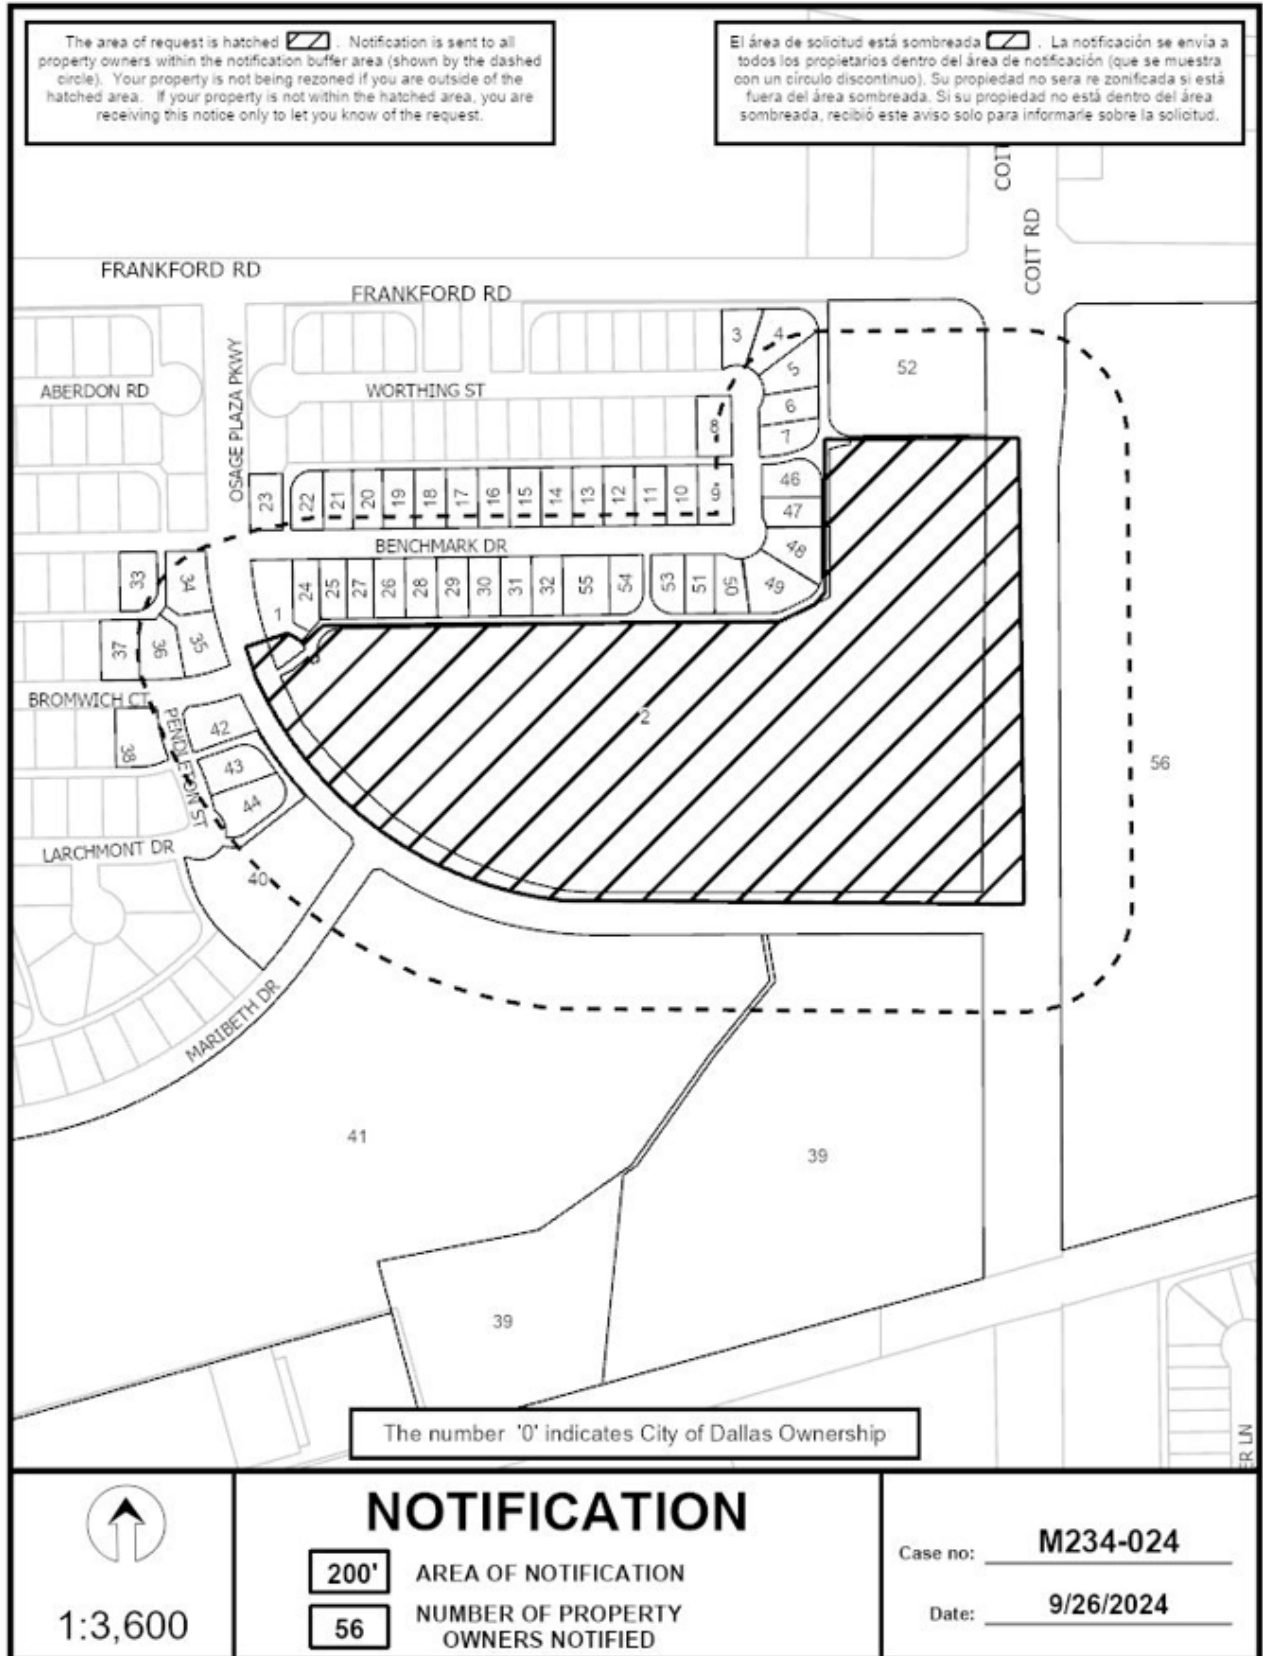 The area of request is hatched . Notification is sent to all
property owners within the notification buffer area (shown by the dashed
circle). Your property is not being rezoned if you are outside of the
hatched area. If your property is not within the hatched area, you are
receiving this notice only to let you know of the request.
El área de solicitud está sombreada . La notificación se envía a
todos los propietarios dentro del área de notificación (que se muestra
con un círculo discontinuo). Su propiedad no sera re zonificada si está
fuera del área sombreada. Si su propiedad no está dentro del área
sombreada, recibió este aviso solo para informarle sobre la solicitud.
COIT RD
FRANKFORD RD
FRANKFORD RD
3
4
5
52
OSAGE PLAZA PKWY
ABERDON RD
WORTHING ST
6
8
7
46
47
23
22
21
20
19
18
17
16
15
14
13
12
11
10
9
BENCHMARK DR
48
49
33
34
1
24
25
27
26
28
29
30
31
32
55
54
53
51
50
37
36
35
BROMWICH CT
PENDLETON ST
38
42
43
44
2
56
LARCHMONT DR
40
MARIBETH DR
41
39
39
The number '0' indicates City of Dallas Ownership
ER LN
1:3,600
NOTIFICATION
200' AREA OF NOTIFICATION
56 NUMBER OF PROPERTY
OWNERS NOTIFIED
Case no: M234-024
Date: 9/26/2024